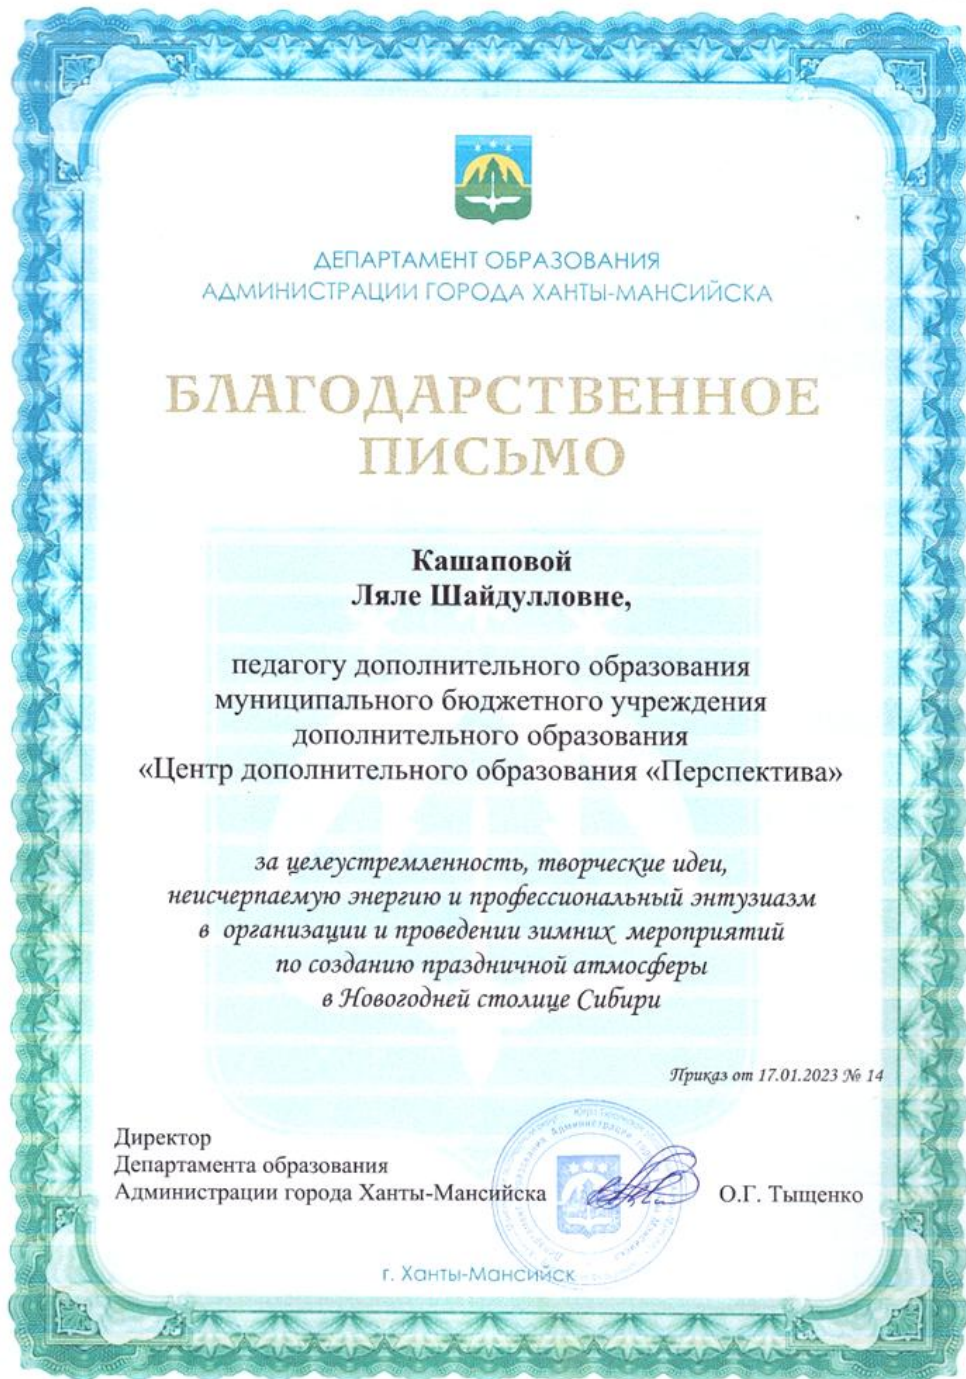 ДЕПАРТАМЕНТ ОБРАЗОВАНИЯ
АДМИНИСТРАЦИИ ГОРОДА ХАНТЫ-МАНСИЙСКА
БЛАГОДАРСТВЕННОЕ
ПИСЬМО
Кашаповой
Ляле Шайдулловне,
педагогу дополнительного образования
муниципального бюджетного учреждения
дополнительного образования
«Центр дополнительного образования «Перспектива»
за целеустремленность, творческие идеи,
неисчерпаемую энергию и профессиональный энтузиазм
в организации и проведении зимних мероприятий
по созданию праздничной атмосферы
в Новогодней столице Сибири
Приказ от 17.01.2023 № 14
Директор
Департамента образования
Администрации города Ханты-Мансийска О.Г. Тыщенко
г. Ханты-Мансийск